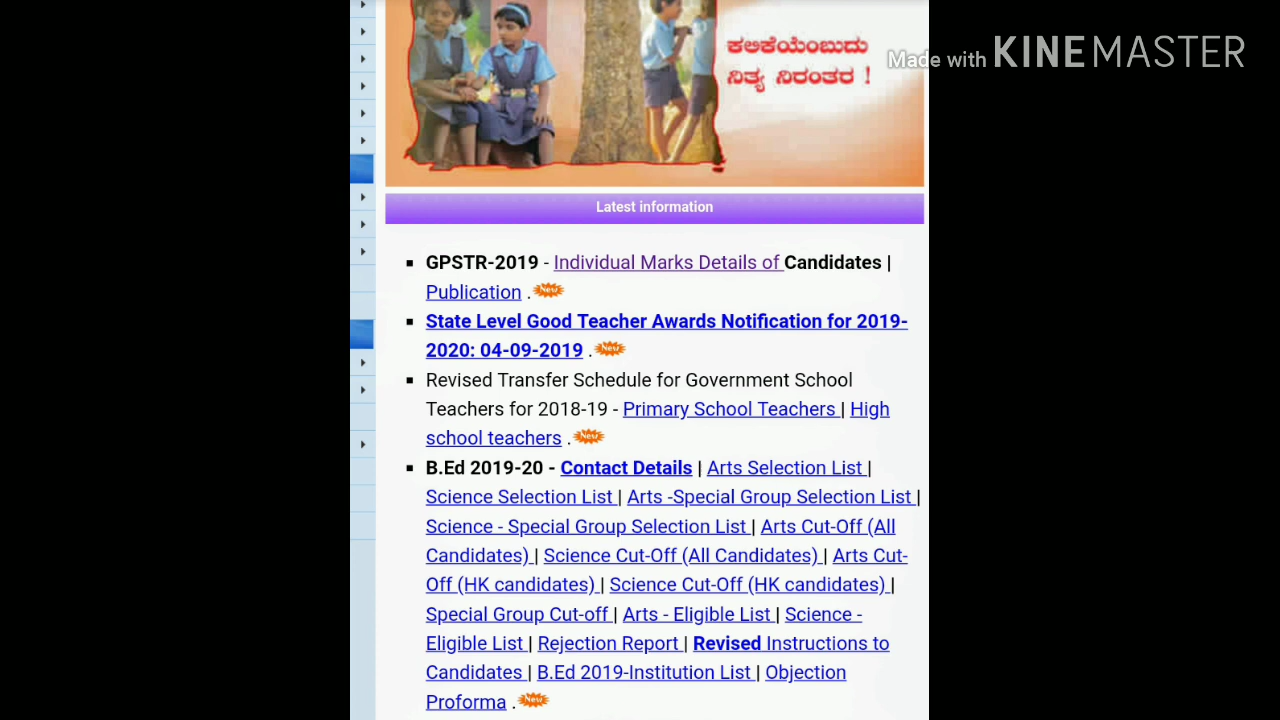 ಕಲಿಕೆಯೆಂಬುದು
ನಿತ್ಯ ನಿರಂತರ !
Made with KINEMASTER
Latest information
GPSTR-2019 - Individual Marks Details of Candidates |
Publication . New
State Level Good Teacher Awards Notification for 2019-
2020: 04-09-2019 . New
Revised Transfer Schedule for Government School
Teachers for 2018-19 - Primary School Teachers | High
school teachers . New
B.Ed 2019-20 - Contact Details | Arts Selection List |
Science Selection List | Arts -Special Group Selection List |
Science - Special Group Selection List | Arts Cut-Off (All
Candidates) | Science Cut-Off (All Candidates) | Arts Cut-
Off (HK candidates) | Science Cut-Off (HK candidates) |
Special Group Cut-off | Arts - Eligible List | Science -
Eligible List | Rejection Report | Revised Instructions to
Candidates | B.Ed 2019-Institution List | Objection
Proforma . New